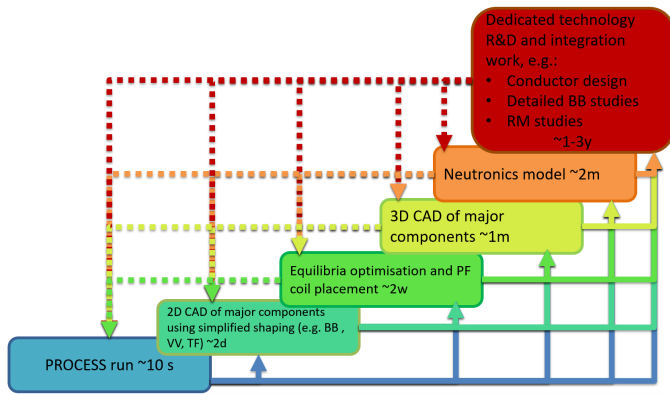 Dedicated technology
R&D and integration
work, e.g.:
• Conductor design
• Detailed BB studies
• RM studies
~1-3y
Neutronics model ~2m
3D CAD of major
components ~1m
Equilibria optimisation and PF
coil placement ~2w
2D CAD of major components
using simplified shaping (e.g. BB ,
VV, TF) ~2d
PROCESS run ~10 s